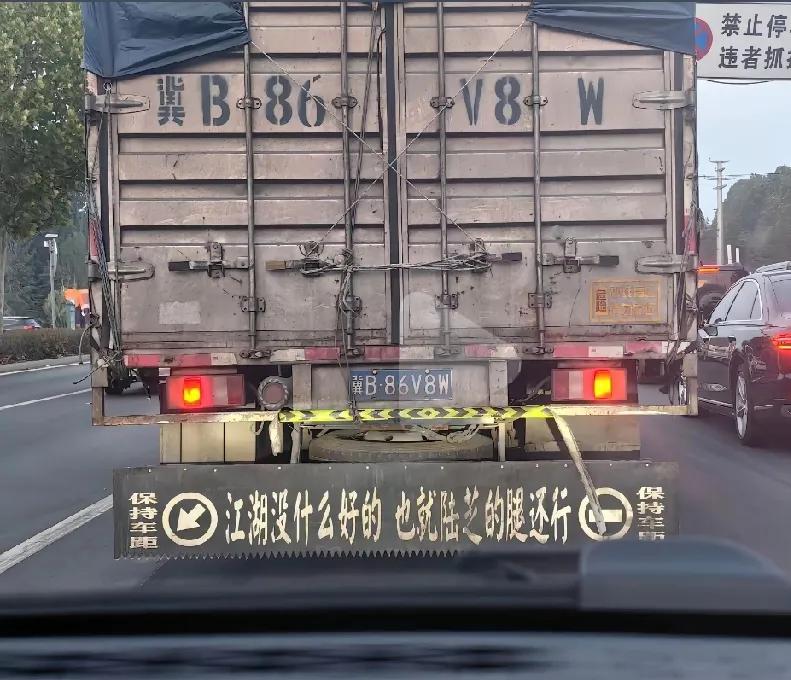 禁止停
违者抓
冀B 86 V8 W
冀B·86V8W
保持车距
江湖没什么好的 也就陆芝的腿还行
保持车距